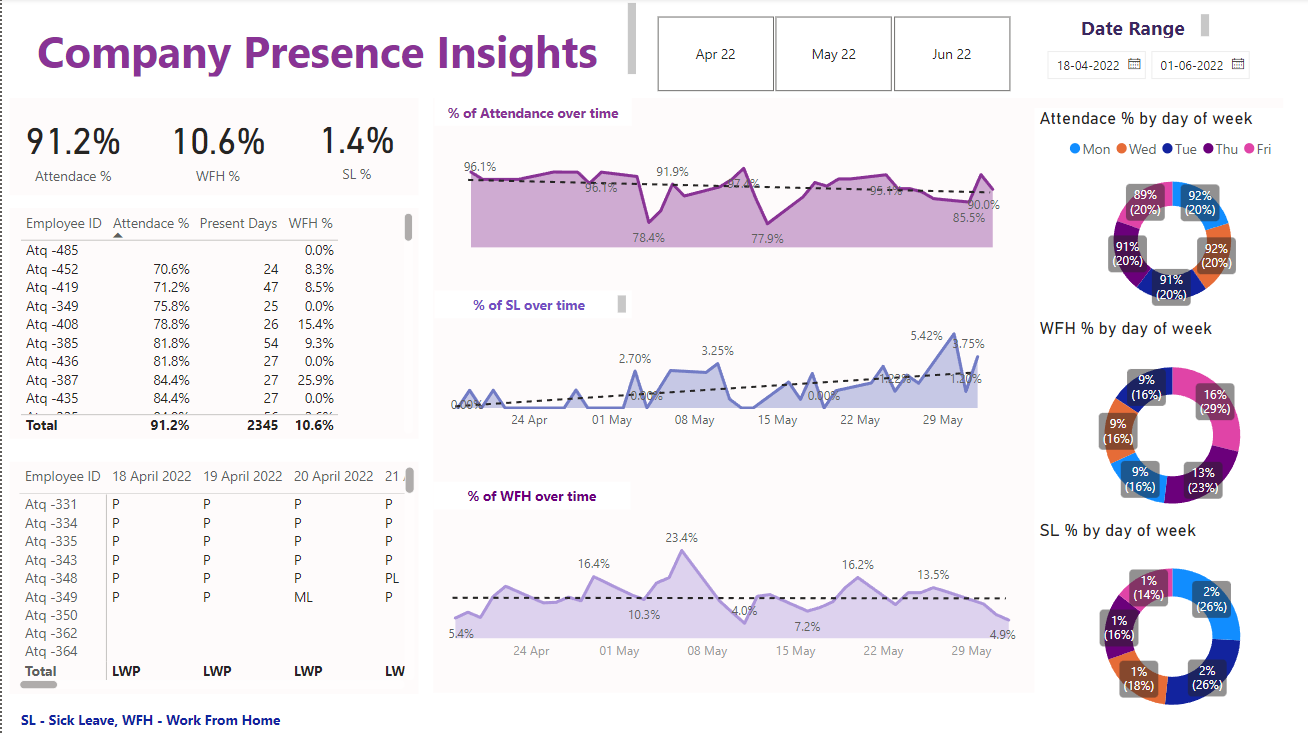 Company Presence Insights
Apr 22
May 22
Jun 22
Date Range
18-04-2022
01-06-2022
91.2%
Attendace %
10.6%
WFH %
1.4%
SL %
Employee ID Attendace % Present Days WFH %
Atq -485 0.0%
Atq -452 70.6% 24 8.3%
Atq -419 71.2% 47 8.5%
Atq -349 75.8% 25 0.0%
Atq -408 78.8% 26 15.4%
Atq -385 81.8% 54 9.3%
Atq -436 81.8% 27 0.0%
Atq -387 84.4% 27 25.9%
Atq -435 84.4% 27 0.0%
Total 91.2% 2345 10.6%
Employee ID 18 April 2022 19 April 2022 20 April 2022 21
Atq -331 P P P P
Atq -334 P P P P
Atq -335 P P P P
Atq -343 P P P P
Atq -348 P P P PL
Atq -349 P P ML P
Atq -350
Atq -362
Atq -364
Total LWP LWP LWP LW
SL - Sick Leave, WFH - Work From Home
% of Attendance over time
96.1%
96.1%
91.9%
78.4%
77.9%
95.1%
90.0%
85.5%
% of SL over time
0.00%
2.70%
0.00%
3.25%
0.00%
1.22%
5.42%
3.75%
1.20%
24 Apr 01 May 08 May 15 May 22 May 29 May
% of WFH over time
5.4%
16.4%
10.3%
23.4%
4.0%
7.2%
16.2%
13.5%
4.9%
24 Apr 01 May 08 May 15 May 22 May 29 May
Attendace % by day of week
Mon Wed Tue Thu Fri
89%
(20%)
92%
(20%)
91%
(20%)
92%
(20%)
91%
(20%)
WFH % by day of week
9%
(16%)
16%
(29%)
9%
(16%)
9%
(16%)
13%
(23%)
SL % by day of week
1%
(14%)
2%
(26%)
1%
(16%)
1%
(18%)
2%
(26%)